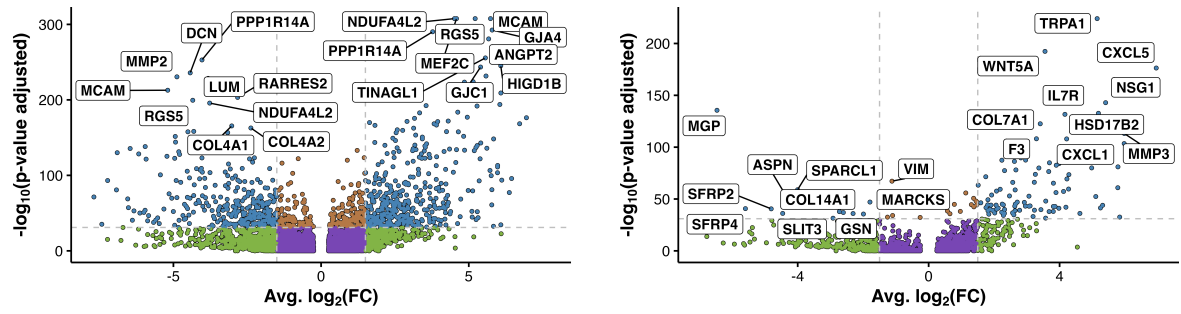 -log₁₀(p-value adjusted)
300
200
100
0
-5
0
5
Avg. log₂(FC)
PPP1R14A
DCN
MMP2
MCAM
LUM
RARRES2
RGS5
NDUFA4L2
COL4A1
COL4A2
NDUFA4L2
MCAM
RGS5
GJA4
PPP1R14A
ANGPT2
MEF2C
TINAGL1
GJC1
HIGD1B
-log₁₀(p-value adjusted)
200
150
100
50
0
-4
0
4
Avg. log₂(FC)
TRPA1
CXCL5
WNT5A
NSG1
IL7R
MGP
COL7A1
HSD17B2
F3
CXCL1
MMP3
ASPN
SPARCL1
VIM
SFRP2
COL14A1
MARCKS
SFRP4
SLIT3
GSN